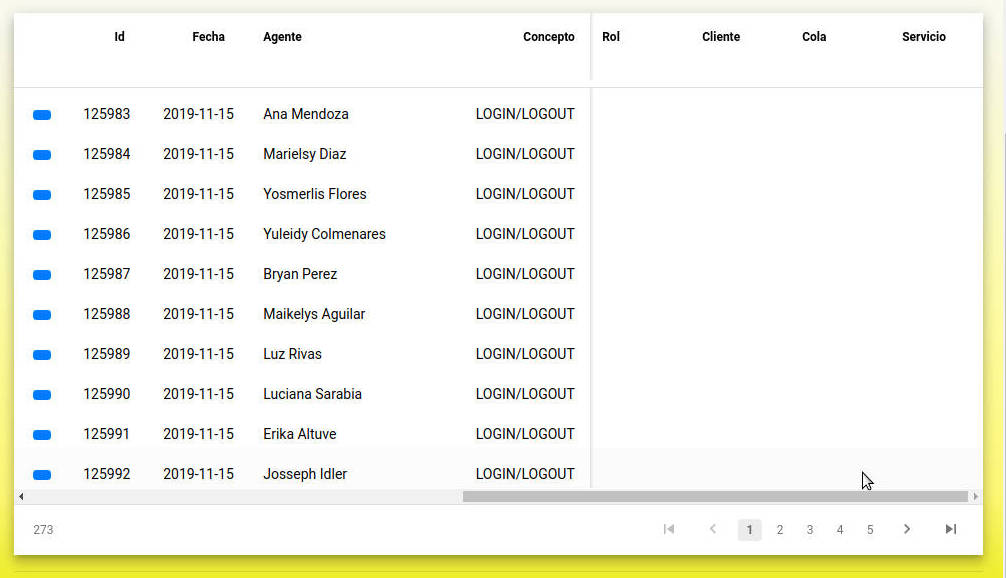 Id Fecha Agente Concepto Rol Cliente Cola Servicio
125983 2019-11-15 Ana Mendoza LOGIN/LOGOUT
125984 2019-11-15 Marielsy Diaz LOGIN/LOGOUT
125985 2019-11-15 Yosmerlis Flores LOGIN/LOGOUT
125986 2019-11-15 Yuleidy Colmenares LOGIN/LOGOUT
125987 2019-11-15 Bryan Perez LOGIN/LOGOUT
125988 2019-11-15 Maikelys Aguilar LOGIN/LOGOUT
125989 2019-11-15 Luz Rivas LOGIN/LOGOUT
125990 2019-11-15 Luciana Sarabia LOGIN/LOGOUT
125991 2019-11-15 Erika Altuve LOGIN/LOGOUT
125992 2019-11-15 Josseph Idler LOGIN/LOGOUT
273 1 2 3 4 5